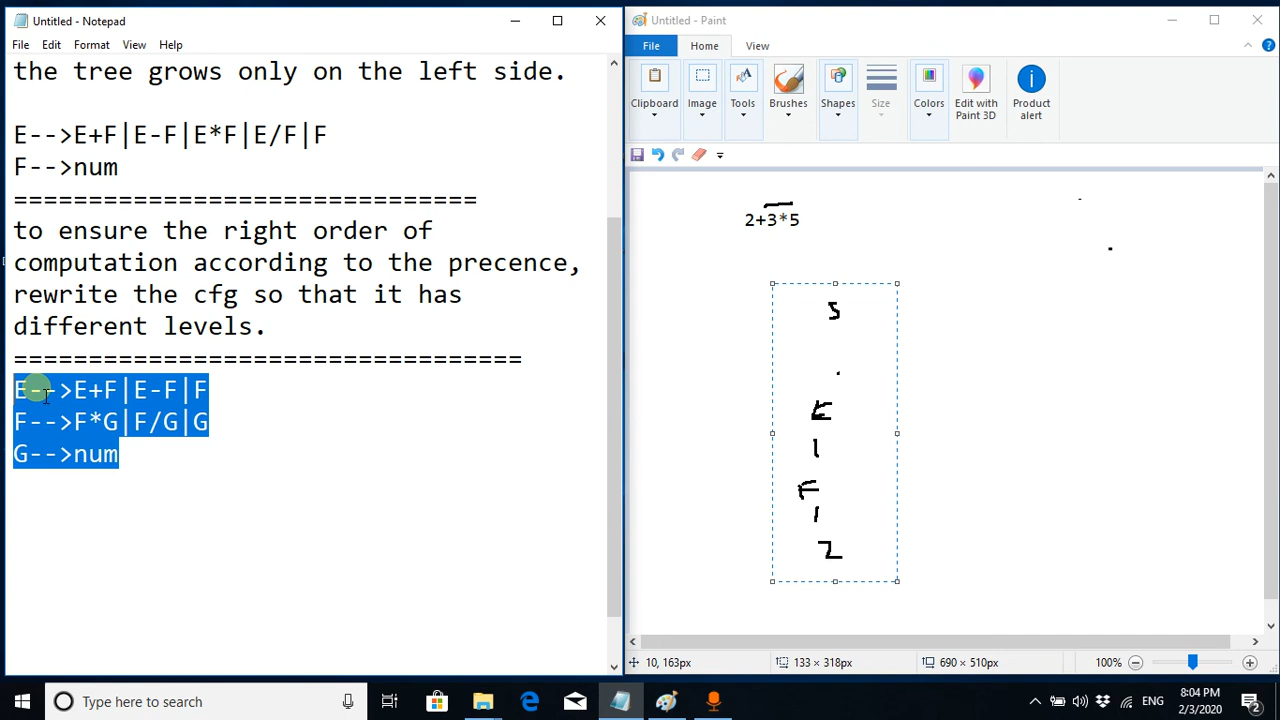 Untitled - Notepad
File Edit Format View Help
the tree grows only on the left side.
E-->E+F|E-F|E*F|E/F|F
F-->num
===============================
to ensure the right order of
computation according to the precence,
rewrite the cfg so that it has
different levels.
==================================
E-->E+F|E-F|F
F-->F*G|F/G|G
G-->num
Untitled - Paint
File Home View
Clipboard Image Tools Brushes Shapes Size Colors Edit with Paint 3D Product alert
2+3*5
5
E
F
2
10, 163px 133 × 318px 690 × 510px 100%
Type here to search
ENG
8:04 PM
2/3/2020
2